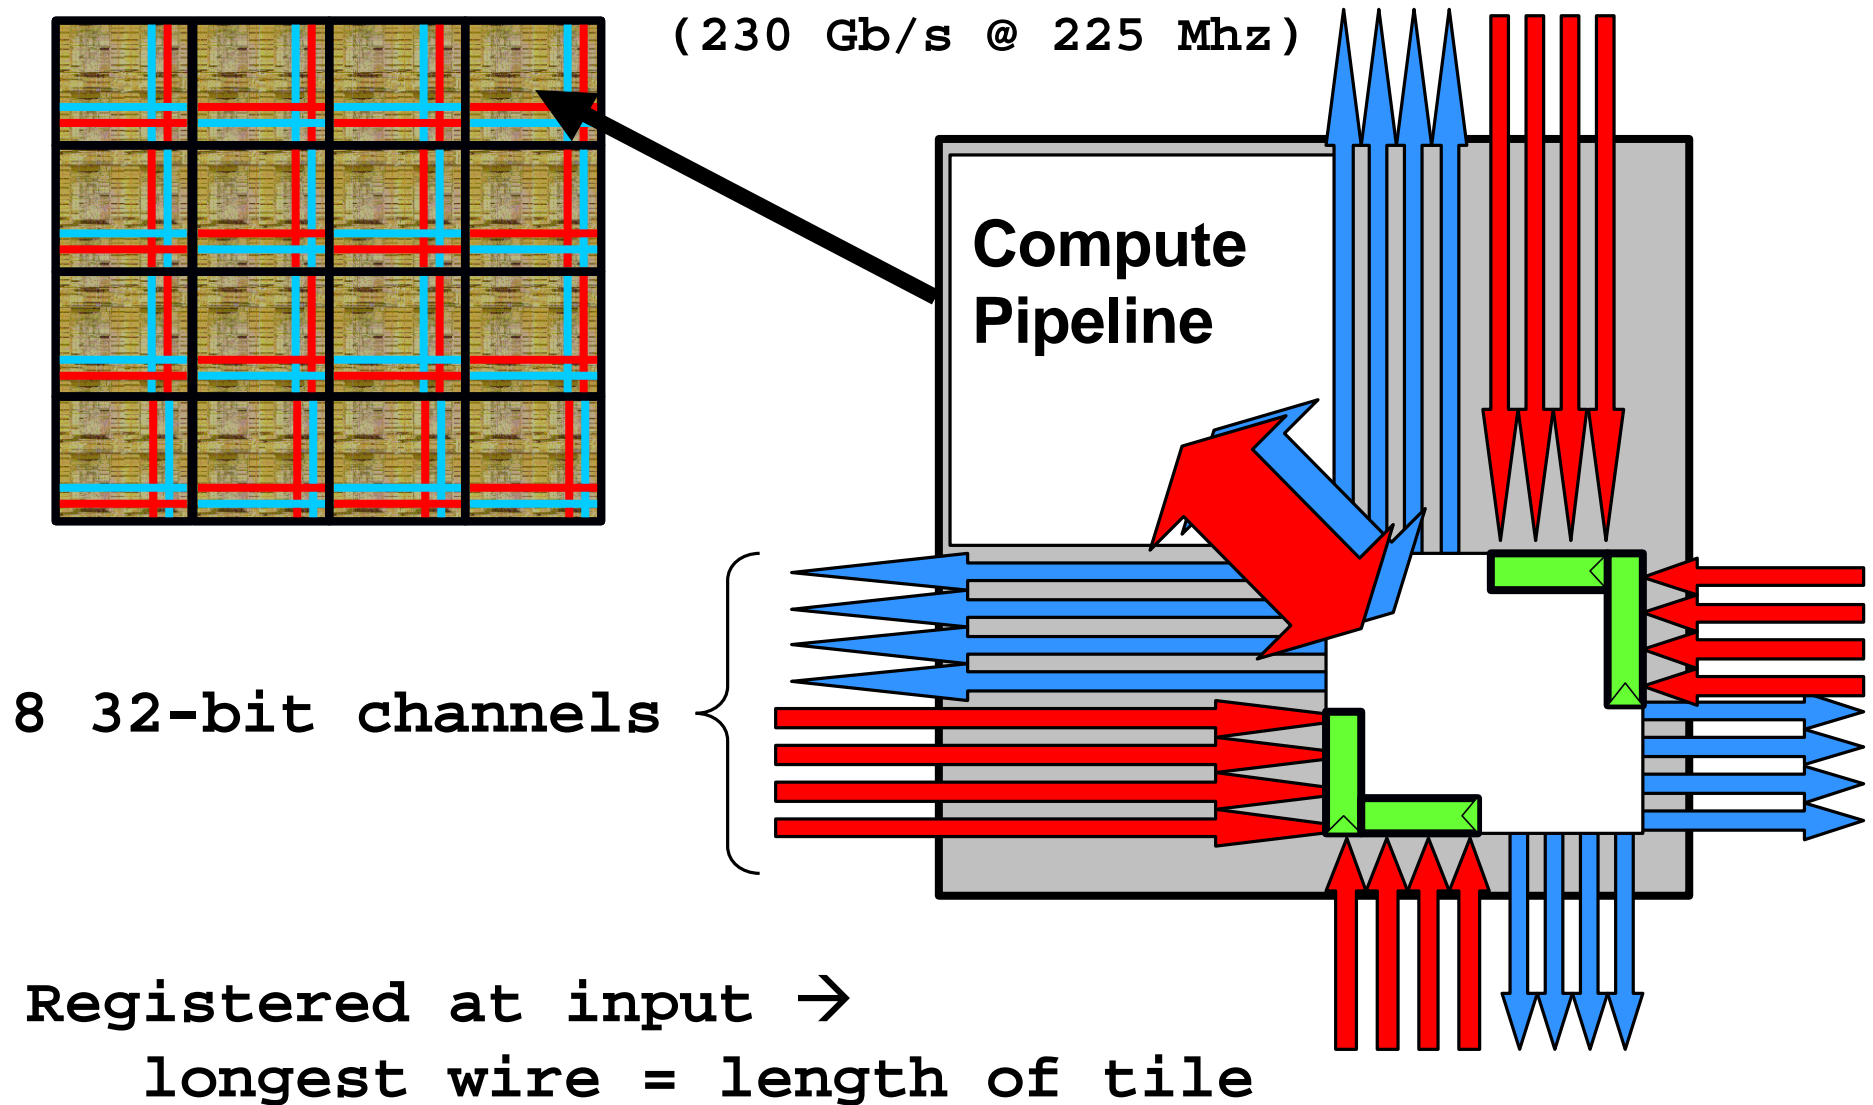 (230 Gb/s @ 225 Mhz)
Compute
Pipeline
8 32-bit channels
Registered at input →
longest wire = length of tile